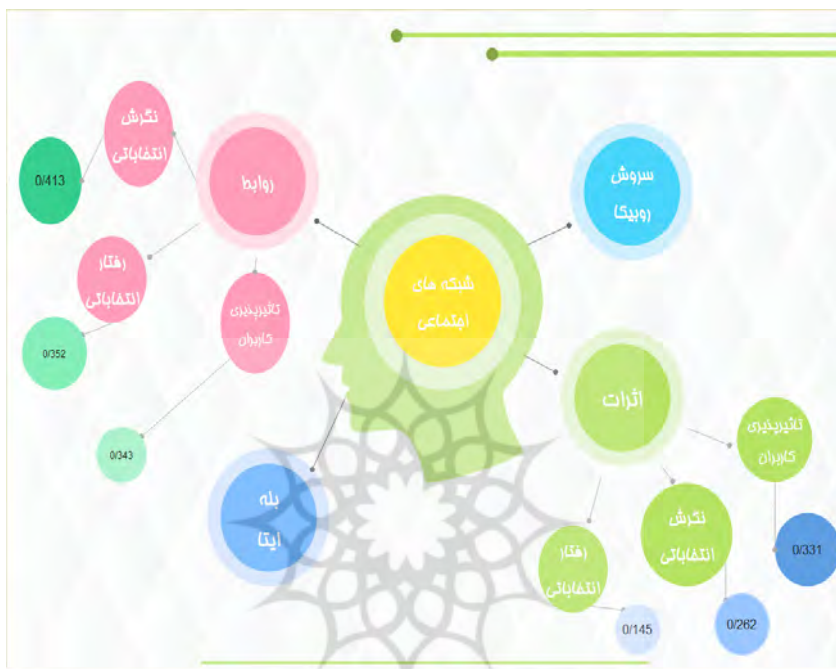 نگرش
انتخاباتی
0/413
روابط
سروش
روبیکا
رفتار
انتخاباتی
0/352
تاثیرپذیری
کاربران
0/343
شبکه های
اجتماعی
اثرات
تاثیرپذیری
کاربران
0/331
نگرش
انتخاباتی
0/262
رفتار
انتخاباتی
0/145
بله
ایتا